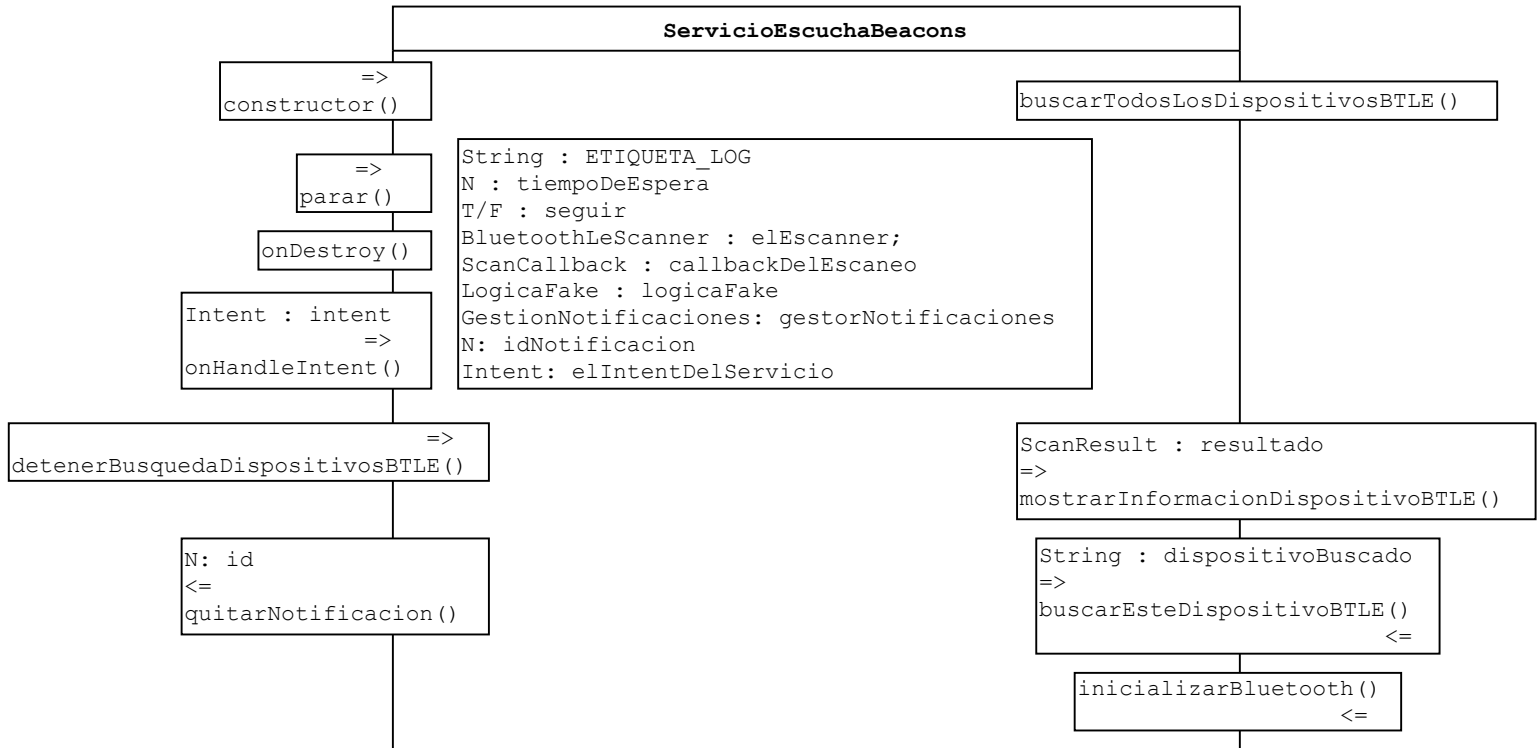 ServicioEscuchaBeacons
=>
constructor()
buscarTodosLosDispositivosBTLE()
=>
parar()
onDestroy()
Intent : intent
=>
onHandleIntent()
String : ETIQUETA_LOG
N : tiempoDeEspera
T/F : seguir
BluetoothLeScanner : elEscanner;
ScanCallback : callbackDelEscaneo
LogicaFake : logicaFake
GestionNotificaciones: gestorNotificaciones
N: idNotificacion
Intent: elIntentDelServicio
=>
detenerBusquedaDispositivosBTLE()
ScanResult : resultado
=>
mostrarInformacionDispositivoBTLE()
N: id
<=
quitarNotificacion()
String : dispositivoBuscado
=>
buscarEsteDispositivoBTLE()
<=
inicializarBluetooth()
<=